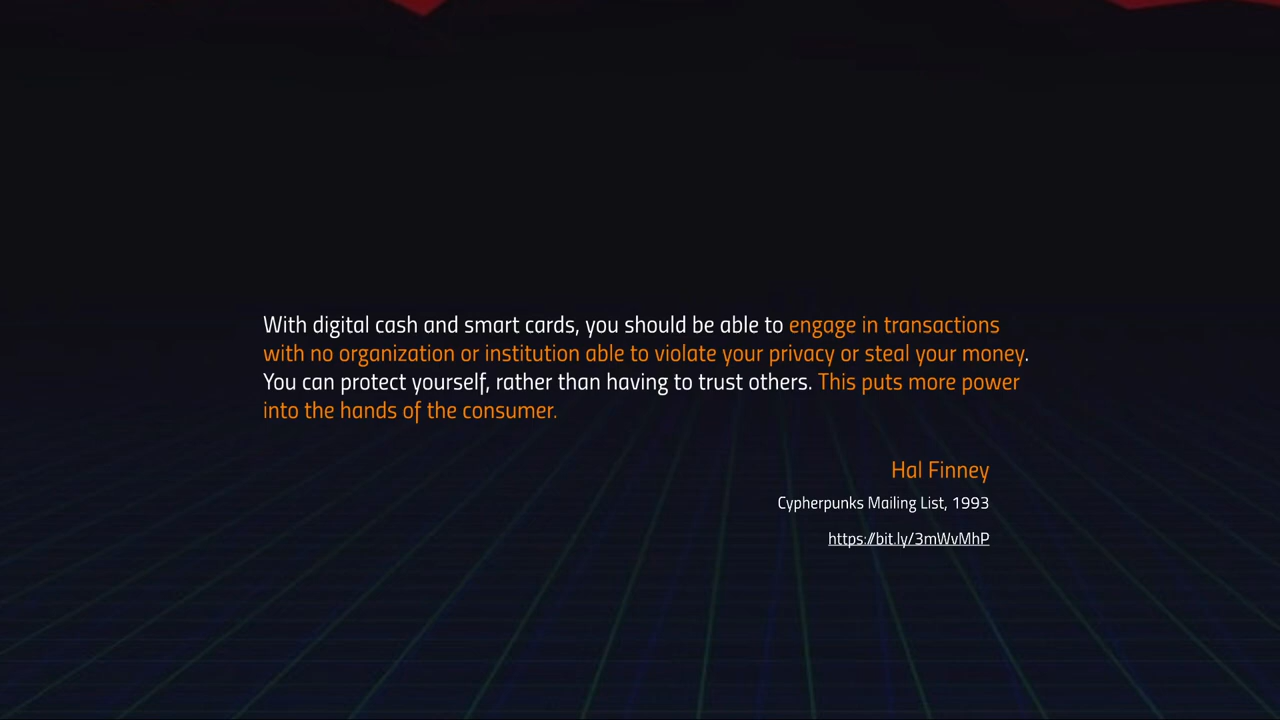 With digital cash and smart cards, you should be able to engage in transactions
with no organization or institution able to violate your privacy or steal your money.
You can protect yourself, rather than having to trust others. This puts more power
into the hands of the consumer.
Hal Finney
Cypherpunks Mailing List, 1993
https://bit.ly/3mWvMhP